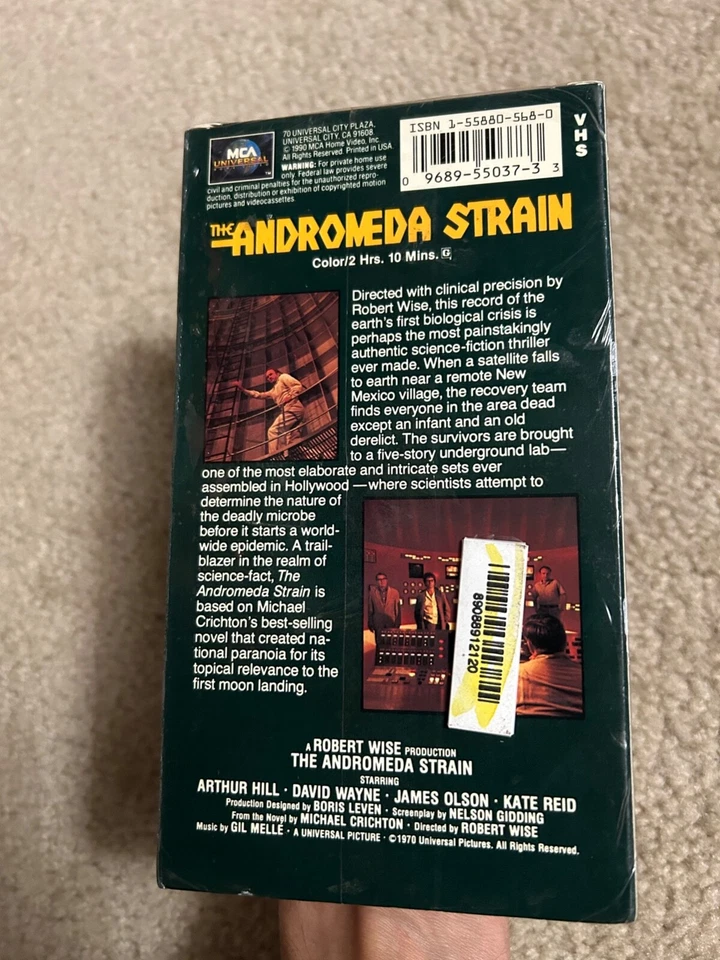 MCA
UNIVERSAL
70 UNIVERSAL CITY PLAZA,
UNIVERSAL CITY, CA 91608
© 1990 MCA Home Video, Inc.
All Rights Reserved. Printed in USA.
WARNING: For private home use
only. Federal law provides severe
civil and criminal penalties for the unauthorized repro-
duction, distribution or exhibition of copyrighted motion
pictures and videocassettes.
ISBN 1-55880-568-0
0 9689-55037-3 3
VHS
THE ANDROMEDA STRAIN
Color/2 Hrs. 10 Mins. G
Directed with clinical precision by
Robert Wise, this record of the
earth's first biological crisis is
perhaps the most painstakingly
authentic science-fiction thriller
ever made. When a satellite falls
to earth near a remote New
Mexico village, the recovery team
finds everyone in the area dead
except an infant and an old
derelict. The survivors are brought
to a five-story underground lab—
one of the most elaborate and intricate sets ever
assembled in Hollywood—where scientists attempt to
determine the nature of
the deadly microbe
before it starts a world-
wide epidemic. A trail-
blazer in the realm of
science-fact, The
Andromeda Strain is
based on Michael
Crichton's best-selling
novel that created na-
tional paranoia for its
topical relevance to the
first moon landing.
89088912120
A ROBERT WISE PRODUCTION
THE ANDROMEDA STRAIN
STARRING
ARTHUR HILL · DAVID WAYNE · JAMES OLSON · KATE REID
Production Designed by BORIS LEVEN · Screenplay by NELSON GIDDING
From the Novel by MICHAEL CRICHTON · Directed by ROBERT WISE
Music by GIL MELLÉ · A UNIVERSAL PICTURE · ©1970 Universal Pictures. All Rights Reserved.